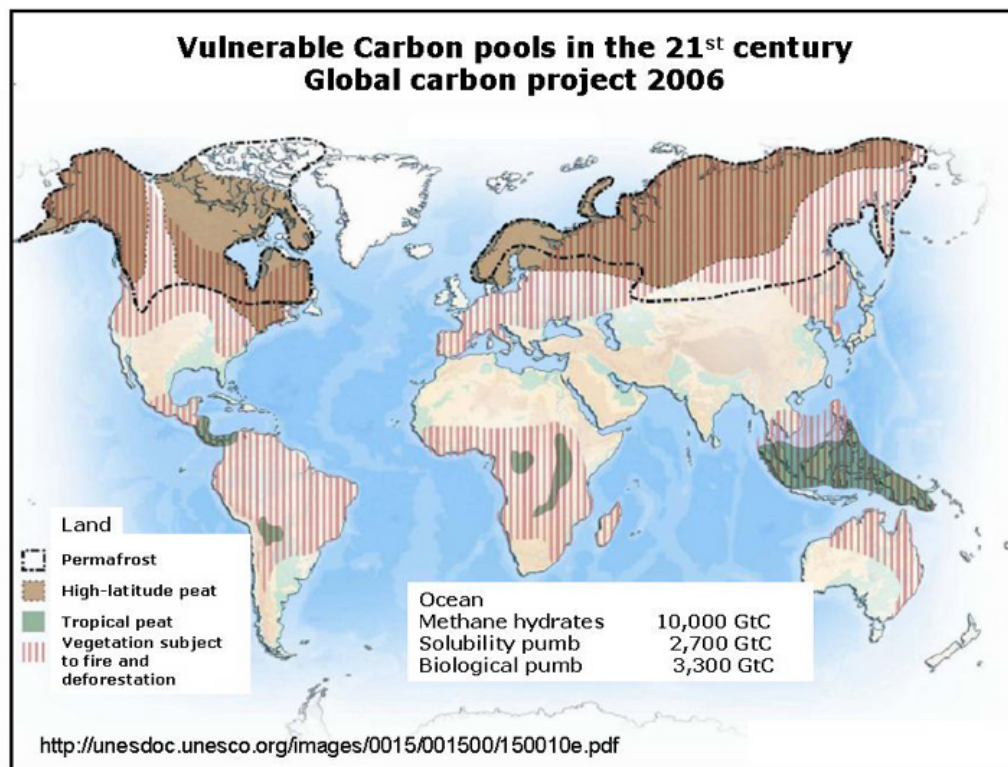 Vulnerable Carbon pools in the 21st century
Global carbon project 2006
Land
Permafrost
High-latitude peat
Tropical peat
Vegetation subject
to fire and
deforestation
Ocean
Methane hydrates 10,000 GtC
Solubility pumb 2,700 GtC
Biological pumb 3,300 GtC
http://unesdoc.unesco.org/images/0015/001500/150010e.pdf